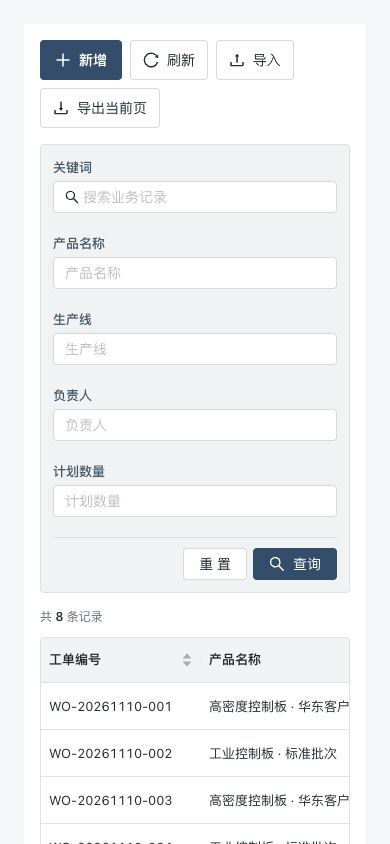 新增
刷新
导入
导出当前页
关键词
搜索业务记录
产品名称
产品名称
生产线
生产线
负责人
负责人
计划数量
计划数量
重置
查询
共 8 条记录
工单编号 产品名称
WO-20261110-001 高密度控制板 · 华东客户
WO-20261110-002 工业控制板 · 标准批次
WO-20261110-003 高密度控制板 · 华东客户